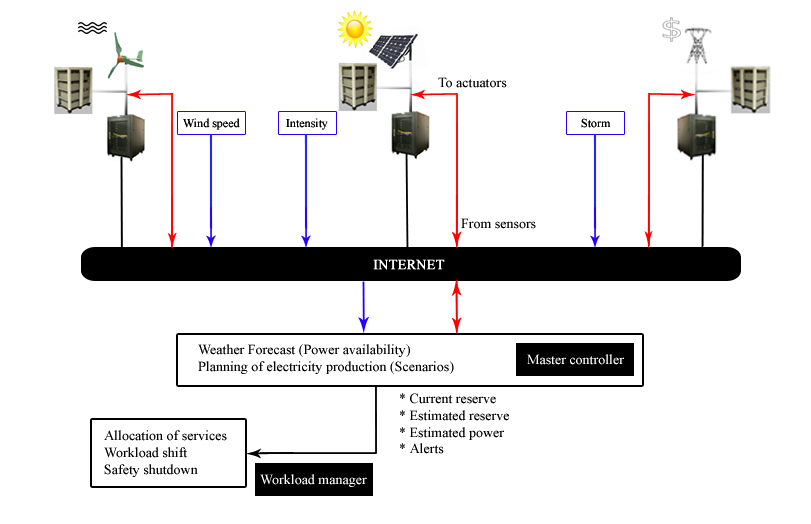 $
To actuators
Wind speed
Intensity
Storm
From sensors
INTERNET
Weather Forecast (Power availability)
Planning of electricity production (Scenarios)
Master controller
* Current reserve
* Estimated reserve
* Estimated power
* Alerts
Allocation of services
Workload shift
Safety shutdown
Workload manager